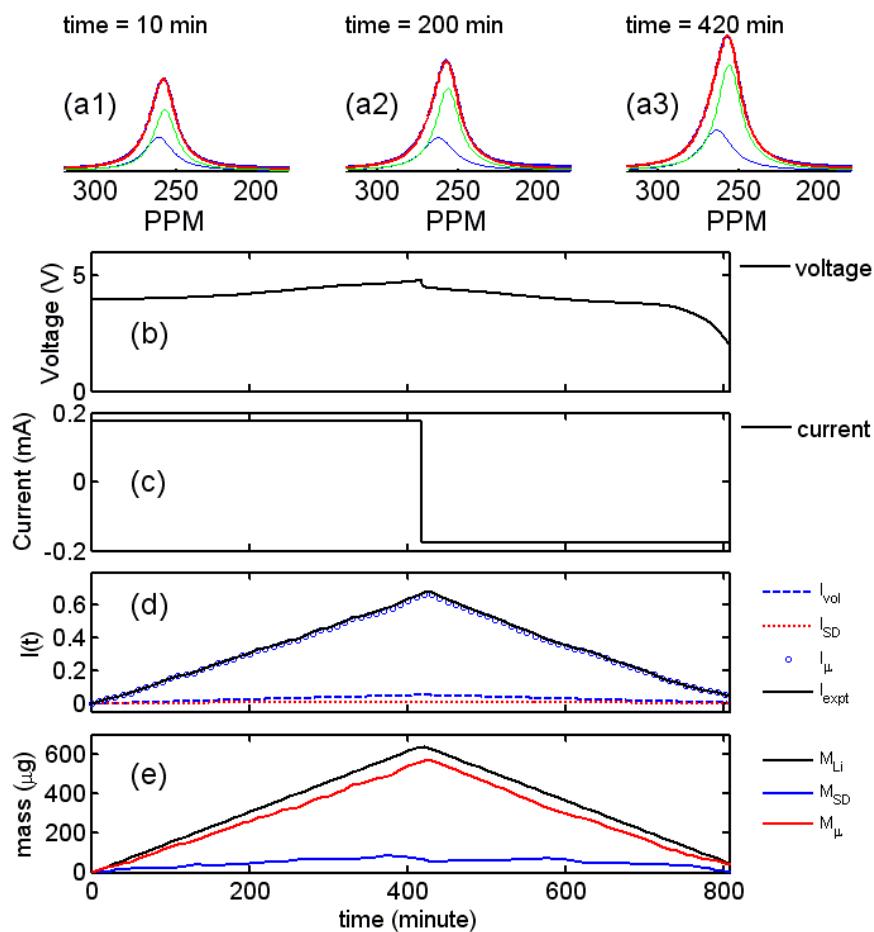 time = 10 min
time = 200 min
time = 420 min
(a1)
(a2)
(a3)
300 250 200
300 250 200
300 250 200
PPM
PPM
PPM
Voltage (V)
5
0
(b)
voltage
Current (mA)
0.2
0
-0.2
(c)
current
I(t)
0.6
0.4
0.2
0
(d)
I_vol
I_SD
I_μ
I_expt
mass (μg)
600
400
200
0
(e)
M_Li
M_SD
M_μ
0 200 400 600 800
time (minute)